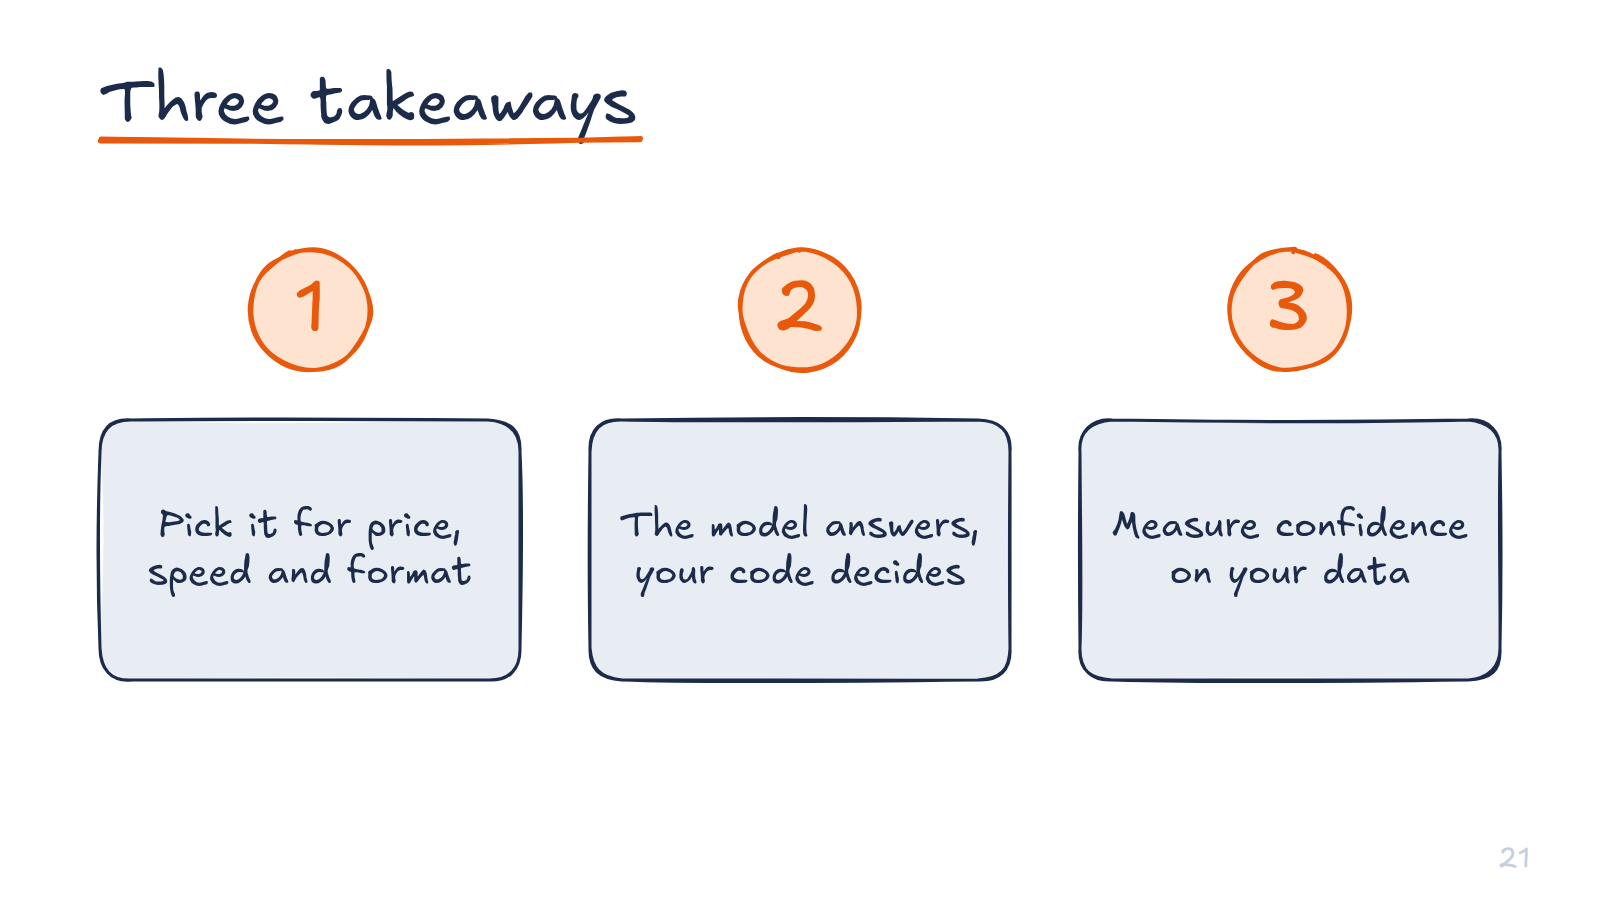 Three takeaways
1
2
3
Pick it for price,
speed and format
The model answers,
your code decides
Measure confidence
on your data
21